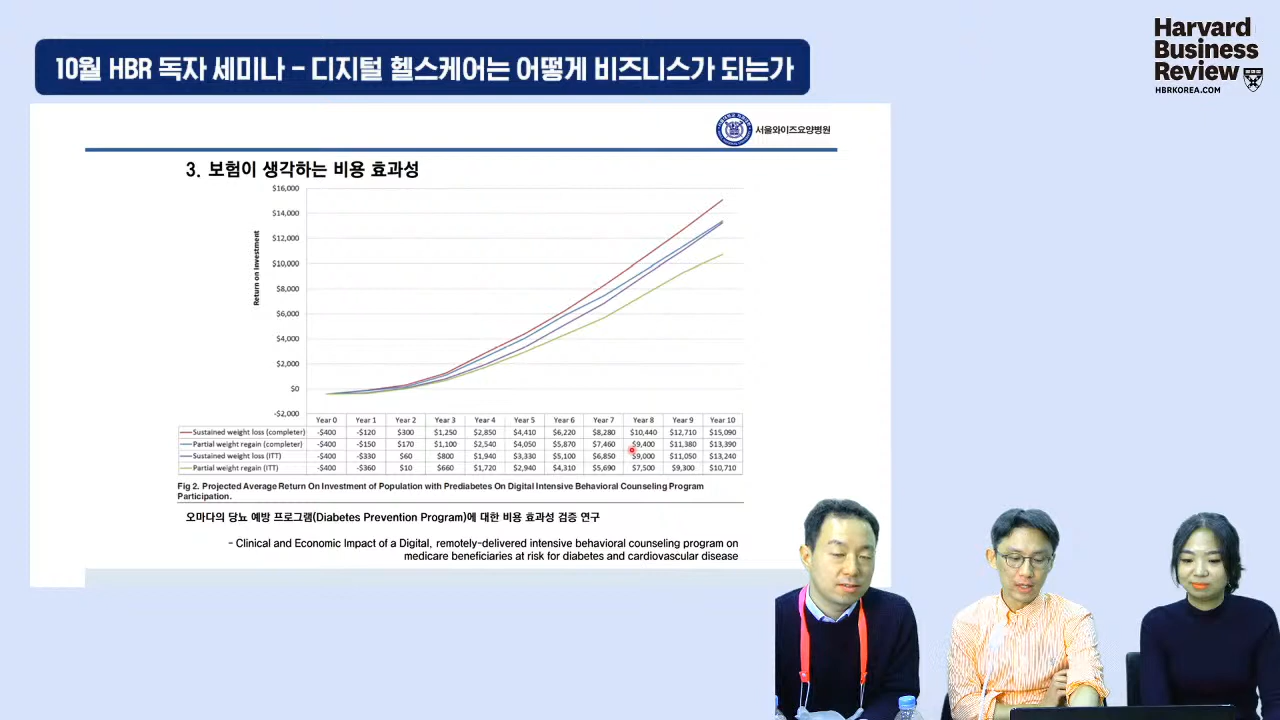 Harvard
Business
Review
HBRKOREA.COM
10월 HBR 독자 세미나 – 디지털 헬스케어는 어떻게 비즈니스가 되는가
서울와이즈요양병원
3. 보험이 생각하는 비용 효과성
Return on Investment
$16,000
$14,000
$12,000
$10,000
$8,000
$6,000
$4,000
$2,000
$0
-$2,000
Year 0 Year 1 Year 2 Year 3 Year 4 Year 5 Year 6 Year 7 Year 8 Year 9 Year 10
Sustained weight loss (completer) -$400 -$120 $300 $1,250 $2,850 $4,410 $6,220 $8,280 $10,440 $12,710 $15,090
Partial weight regain (completer) -$400 -$150 $170 $1,100 $2,540 $4,050 $5,870 $7,460 $9,400 $11,380 $13,390
Sustained weight loss (ITT) -$400 -$330 $60 $800 $1,940 $3,330 $5,100 $6,850 $9,000 $11,050 $13,240
Partial weight regain (ITT) -$400 -$360 $10 $660 $1,720 $2,940 $4,310 $5,690 $7,500 $9,300 $10,710
Fig 2. Projected Average Return On Investment of Population with Prediabetes On Digital Intensive Behavioral Counseling Program
Participation.
오마다의 당뇨 예방 프로그램(Diabetes Prevention Program)에 대한 비용 효과성 검증 연구
- Clinical and Economic Impact of a Digital, remotely-delivered intensive behavioral counseling program on
medicare beneficiaries at risk for diabetes and cardiovascular disease